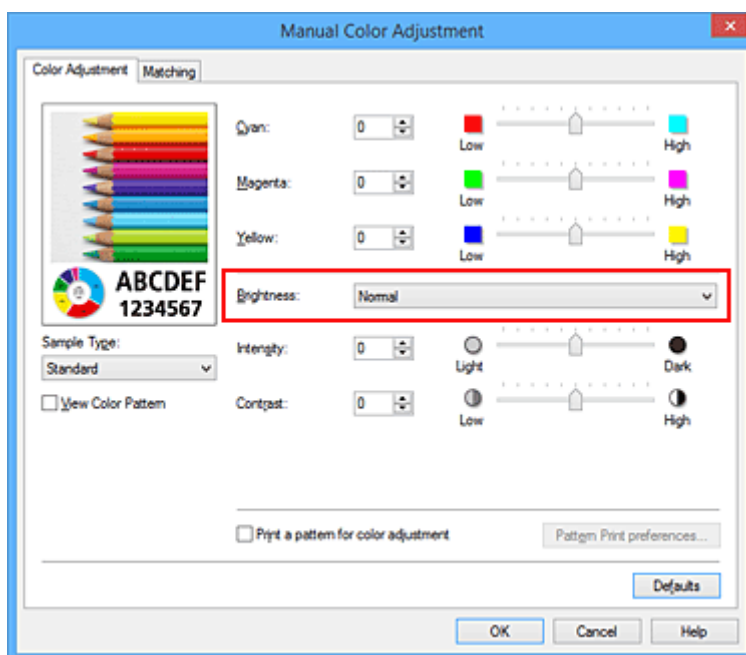 Manual Color Adjustment
Color Adjustment Matching
ABCDEF
1234567
Sample Type:
Standard
View Color Pattern
Cyan: 0 Low High
Magenta: 0 Low High
Yellow: 0 Low High
Brightness: Normal
Intensity: 0 Light Dark
Contrast: 0 Low High
Print a pattern for color adjustment Pattern Print preferences...
Defaults
OK Cancel Help